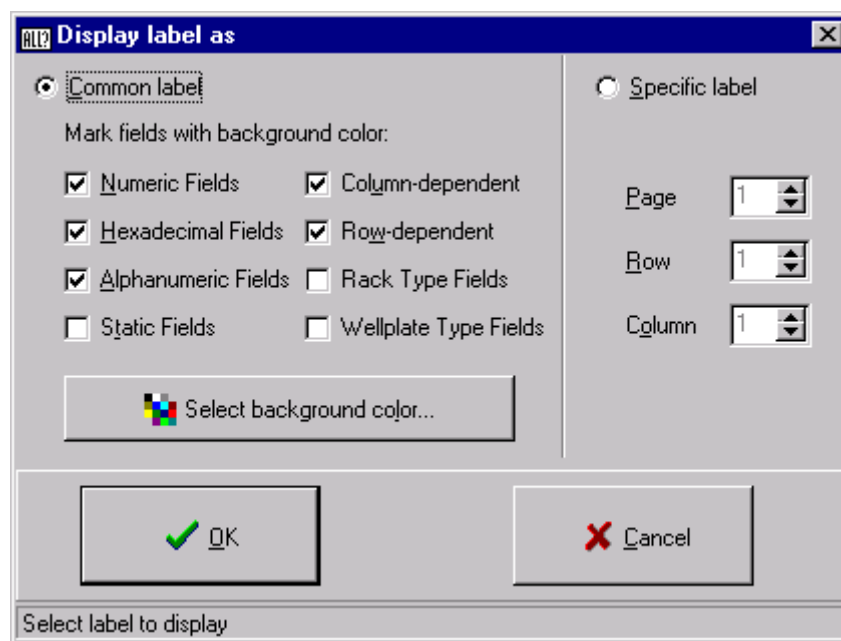 ALL? Display label as
Common label
Mark fields with background color:
Numeric Fields
Column-dependent
Hexadecimal Fields
Row-dependent
Alphanumeric Fields
Rack Type Fields
Static Fields
Wellplate Type Fields
Select background color...
Specific label
Page 1
Row 1
Column 1
OK
Cancel
Select label to display